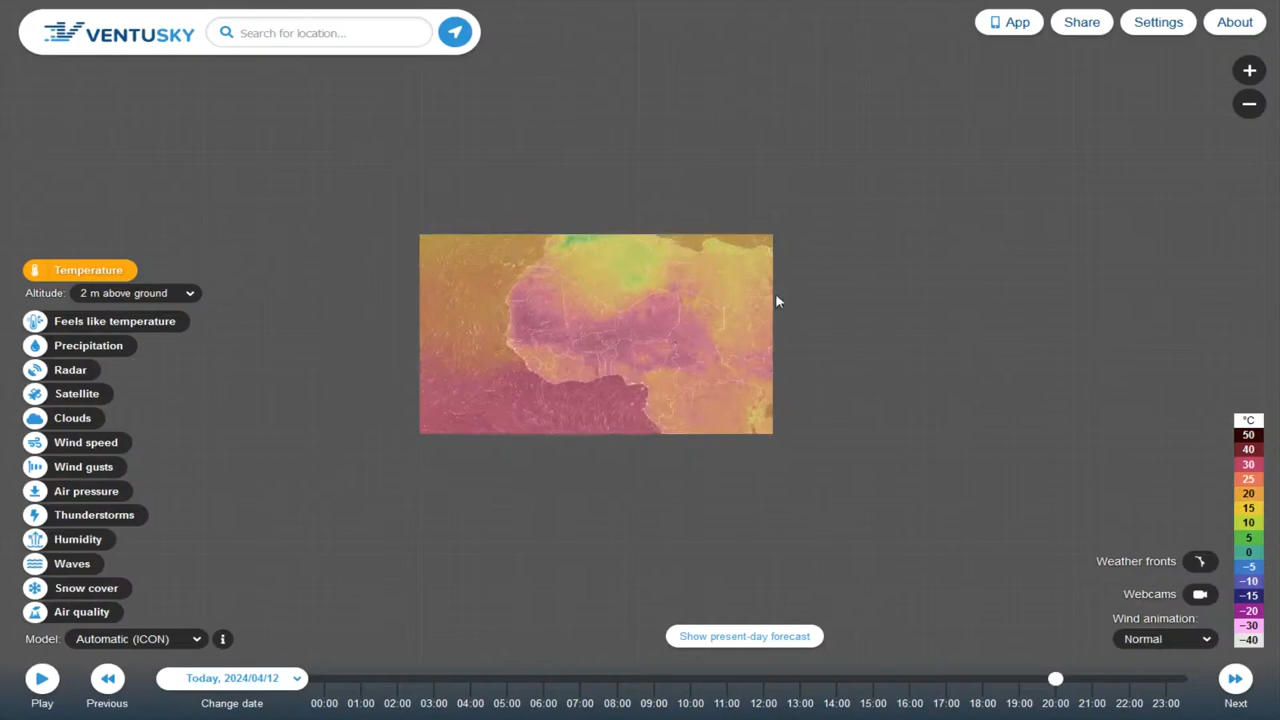 VENTUSKY
Search for location...
App
Share
Settings
About
Temperature
Altitude:
2 m above ground
Feels like temperature
Precipitation
Radar
Satellite
Clouds
Wind speed
Wind gusts
Air pressure
Thunderstorms
Humidity
Waves
Snow cover
Air quality
Model:
Automatic (ICON)
°C
50
40
30
25
20
15
10
5
0
−5
−10
−15
−20
−30
−40
Weather fronts
Webcams
Wind animation:
Normal
Show present-day forecast
Play
Previous
Today, 2024/04/12
Change date
00:00 01:00 02:00 03:00 04:00 05:00 06:00 07:00 08:00 09:00 10:00 11:00 12:00 13:00 14:00 15:00 16:00 17:00 18:00 19:00 20:00 21:00 22:00 23:00
Next